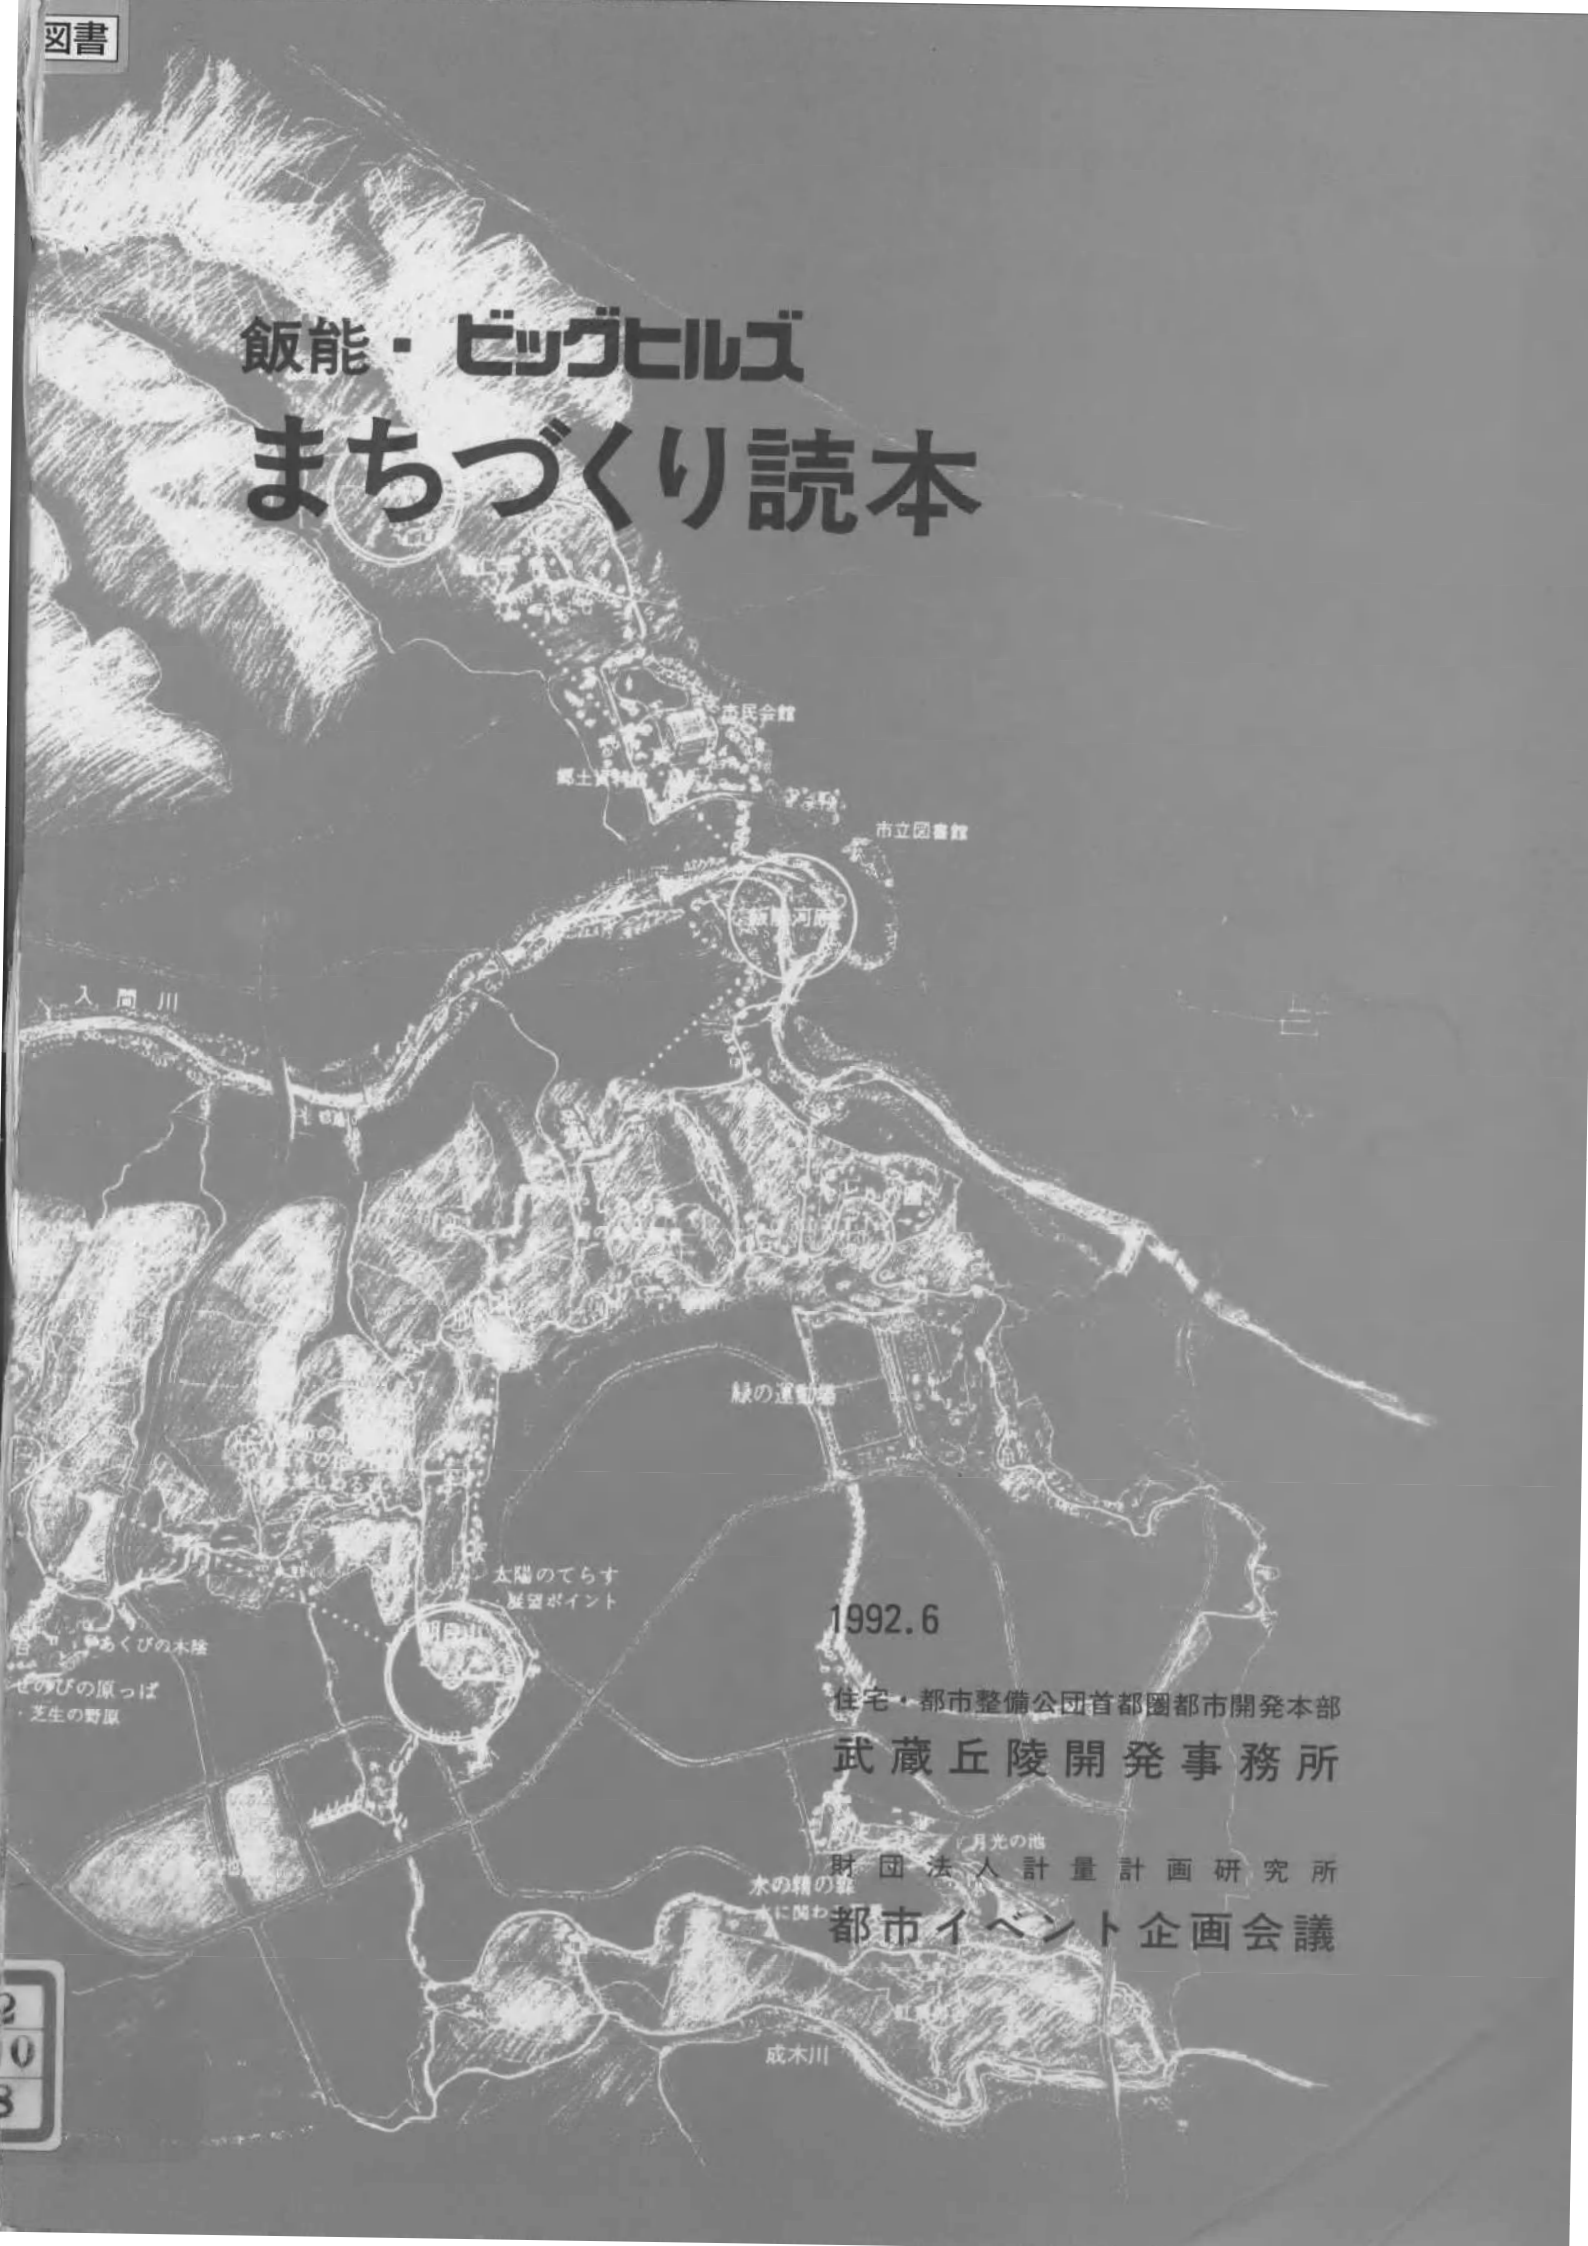 図書
飯能・ビッグヒルズ
まちづくり読本
市民会館
郷土資料館
市立図書館
飯能河原
入間川
緑の運動場
太陽のてらす
・展望ポイント
あくびの木陰
せのびの原っぱ
・芝生の野原
1992.6
住宅・都市整備公団首都圏都市開発本部
武蔵丘陵開発事務所
月光の池
財団法人計量計画研究所
水の精の森
都市イベント企画会議
成木川
2
10
8